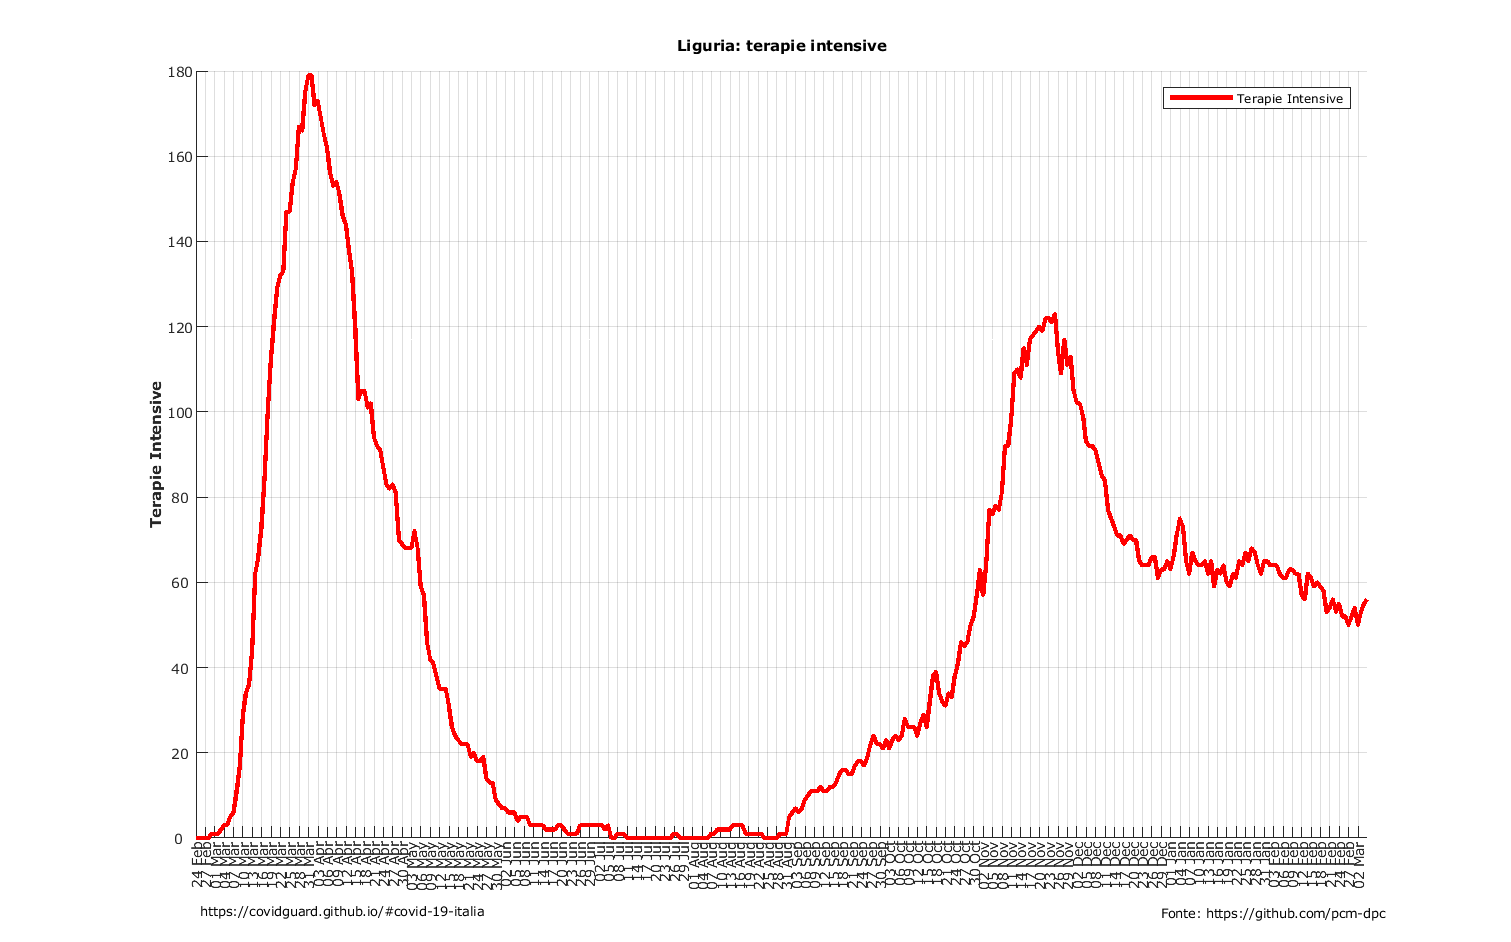 Liguria: terapie intensive
Terapie Intensive
Terapie Intensive
180
160
140
120
100
80
60
40
20
0
24 Feb
27 Feb
01 Mar
04 Mar
07 Mar
10 Mar
13 Mar
16 Mar
19 Mar
22 Mar
25 Mar
28 Mar
31 Mar
03 Apr
06 Apr
09 Apr
12 Apr
15 Apr
18 Apr
21 Apr
24 Apr
27 Apr
30 Apr
03 May
06 May
09 May
12 May
15 May
18 May
21 May
24 May
27 May
30 May
02 Jun
05 Jun
08 Jun
11 Jun
14 Jun
17 Jun
20 Jun
23 Jun
26 Jun
29 Jun
02 Jul
05 Jul
08 Jul
11 Jul
14 Jul
17 Jul
20 Jul
23 Jul
26 Jul
29 Jul
01 Aug
04 Aug
07 Aug
10 Aug
13 Aug
16 Aug
19 Aug
22 Aug
25 Aug
28 Aug
31 Aug
03 Sep
06 Sep
09 Sep
12 Sep
15 Sep
18 Sep
21 Sep
24 Sep
27 Sep
30 Sep
03 Oct
06 Oct
09 Oct
12 Oct
15 Oct
18 Oct
21 Oct
24 Oct
27 Oct
30 Oct
02 Nov
05 Nov
08 Nov
11 Nov
14 Nov
17 Nov
20 Nov
23 Nov
26 Nov
29 Nov
02 Dec
05 Dec
08 Dec
11 Dec
14 Dec
17 Dec
20 Dec
23 Dec
26 Dec
29 Dec
01 Jan
04 Jan
07 Jan
10 Jan
13 Jan
16 Jan
19 Jan
22 Jan
25 Jan
28 Jan
31 Jan
03 Feb
06 Feb
09 Feb
12 Feb
15 Feb
18 Feb
21 Feb
24 Feb
27 Feb
02 Mar
https://covidguard.github.io/#covid-19-italia
Fonte: https://github.com/pcm-dpc